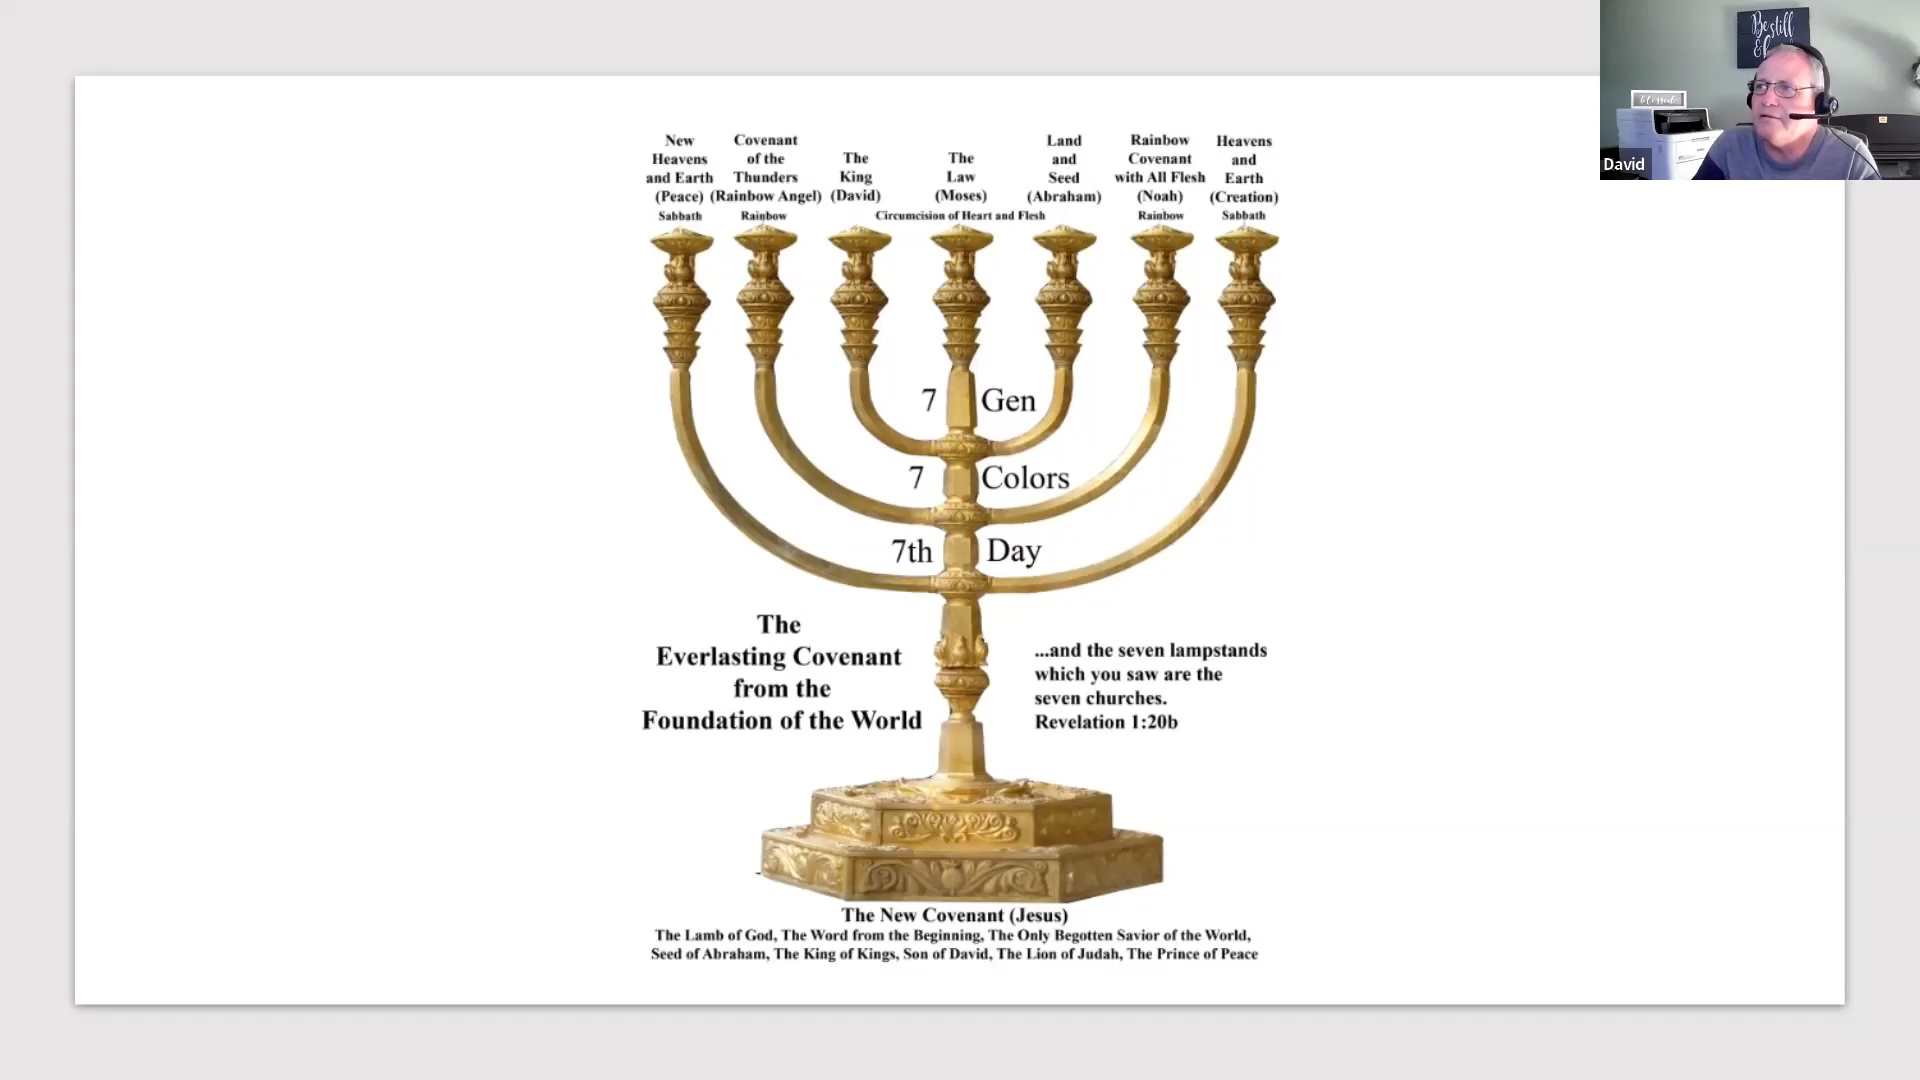 Be still
&
blessed
David
New
Heavens
and Earth
(Peace)
Sabbath
Covenant
of the
Thunders
(Rainbow Angel)
Rainbow
The
King
(David)
The
Law
(Moses)
Land
and
Seed
(Abraham)
Circumcision of Heart and Flesh
Rainbow
Covenant
with All Flesh
(Noah)
Rainbow
Heavens
and
Earth
(Creation)
Sabbath
7 Gen
7 Colors
7th Day
The
Everlasting Covenant
from the
Foundation of the World
...and the seven lampstands
which you saw are the
seven churches.
Revelation 1:20b
The New Covenant (Jesus)
The Lamb of God, The Word from the Beginning, The Only Begotten Savior of the World,
Seed of Abraham, The King of Kings, Son of David, The Lion of Judah, The Prince of Peace